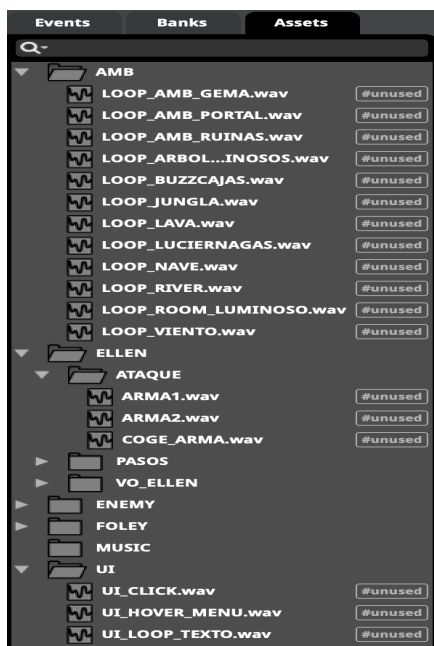 Events Banks Assets
AMB
LOOP_AMB_GEMA.wav #unused
LOOP_AMB_PORTAL.wav #unused
LOOP_AMB_RUINAS.wav #unused
LOOP_ARBOL...INOSOS.wav #unused
LOOP_BUZZCAJAS.wav #unused
LOOP_JUNGLA.wav #unused
LOOP_LAVA.wav #unused
LOOP_LUCIERNAGAS.wav #unused
LOOP_NAVE.wav #unused
LOOP_RIVER.wav #unused
LOOP_ROOM_LUMINOSO.wav #unused
LOOP_VIENTO.wav #unused
ELLEN
ATAQUE
ARMA1.wav #unused
ARMA2.wav #unused
COGE_ARMA.wav #unused
PASOS
VO_ELLEN
ENEMY
FOLEY
MUSIC
UI
UI_CLICK.wav #unused
UI_HOVER_MENU.wav #unused
UI_LOOP_TEXTO.wav #unused